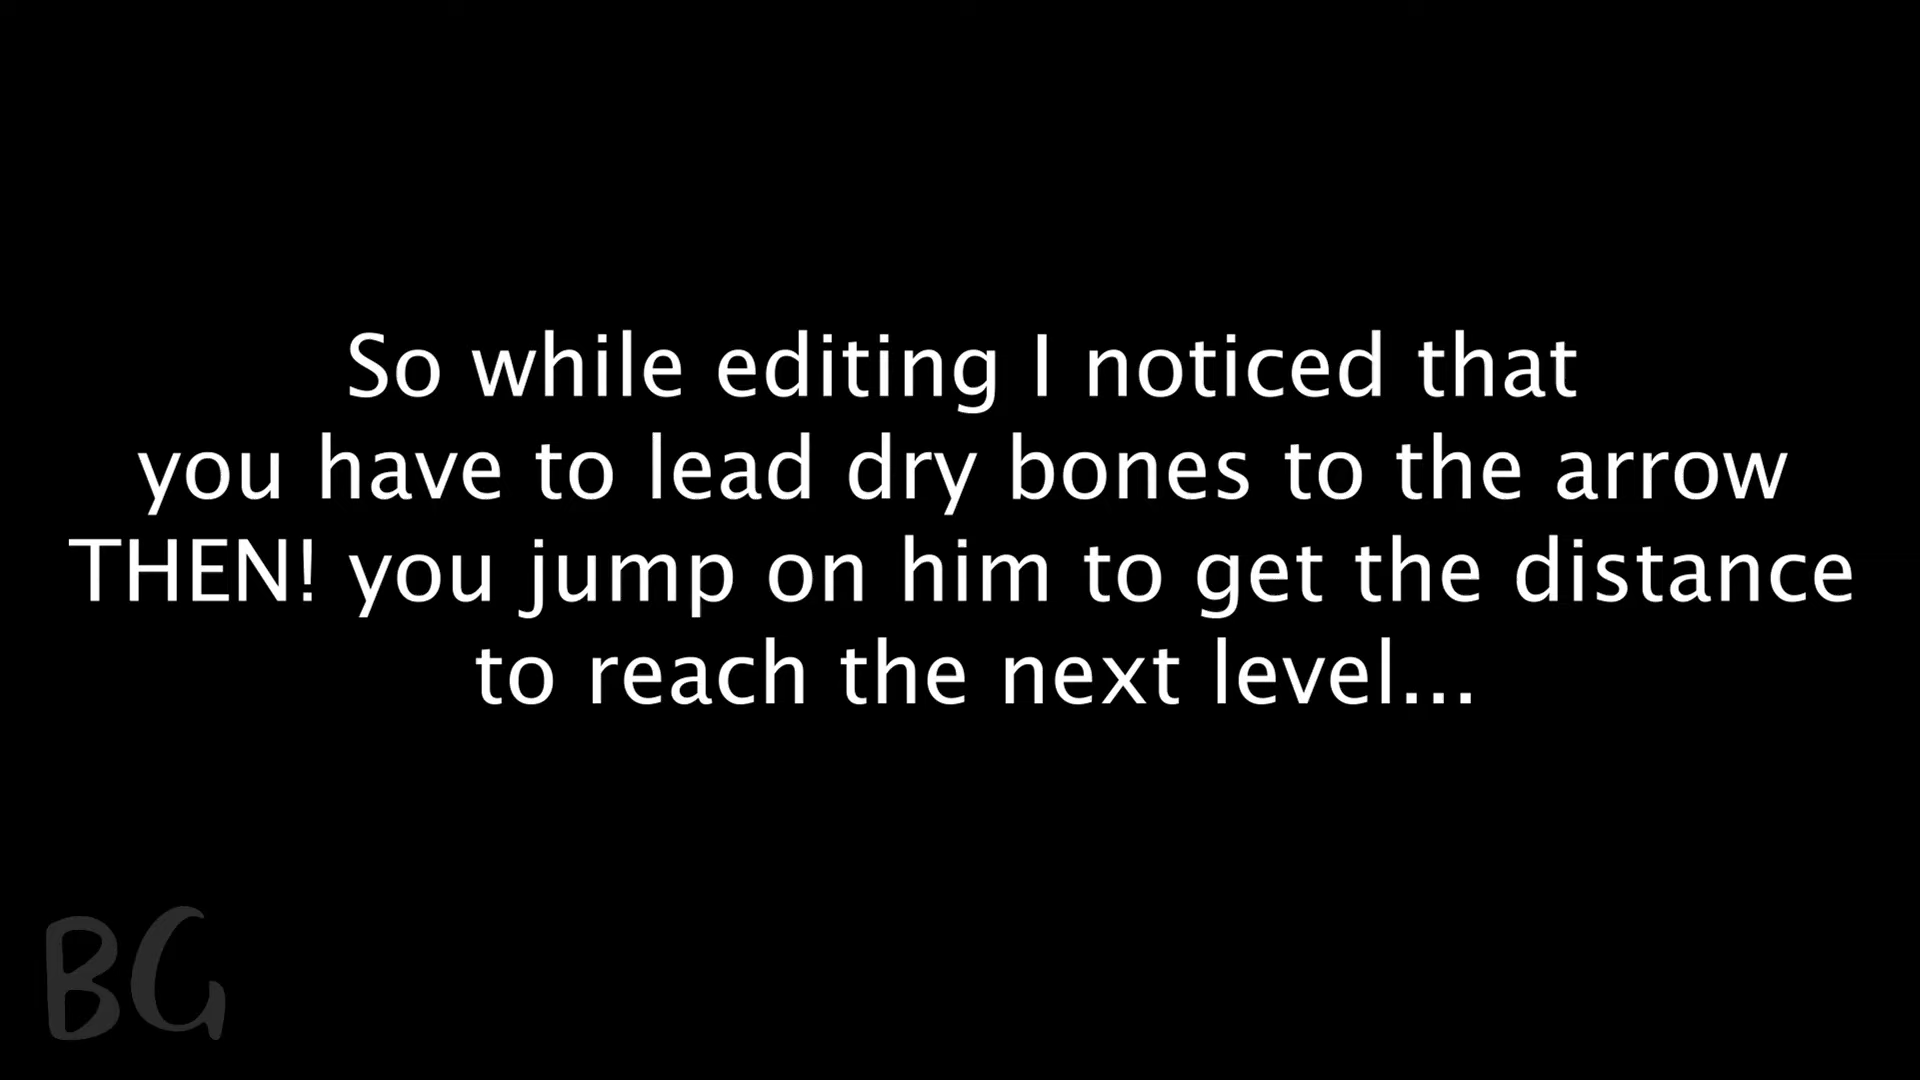 So while editing I noticed that
you have to lead dry bones to the arrow
THEN! you jump on him to get the distance
to reach the next level...
BG